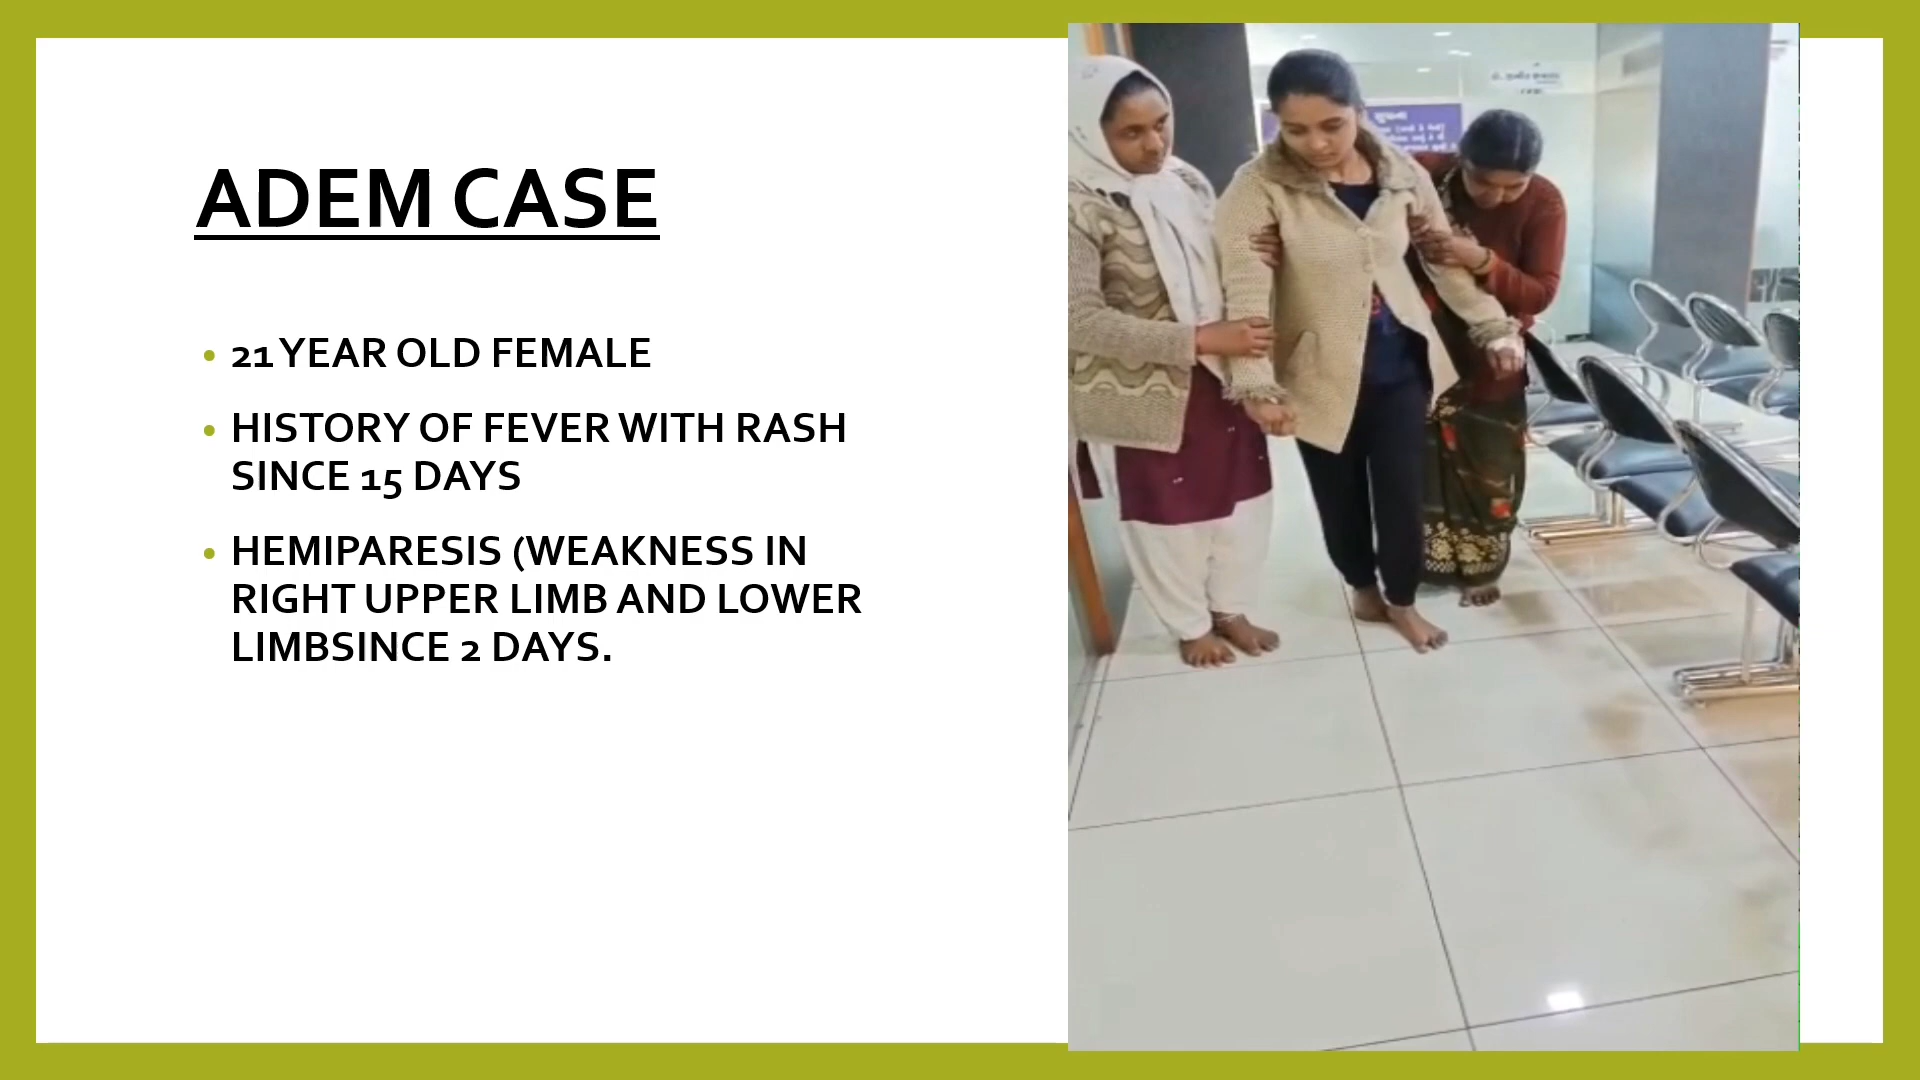 ADEM CASE
• 21 YEAR OLD FEMALE
• HISTORY OF FEVER WITH RASH
SINCE 15 DAYS
• HEMIPARESIS (WEAKNESS IN
RIGHT UPPER LIMB AND LOWER
LIMBSINCE 2 DAYS.
સૂચના